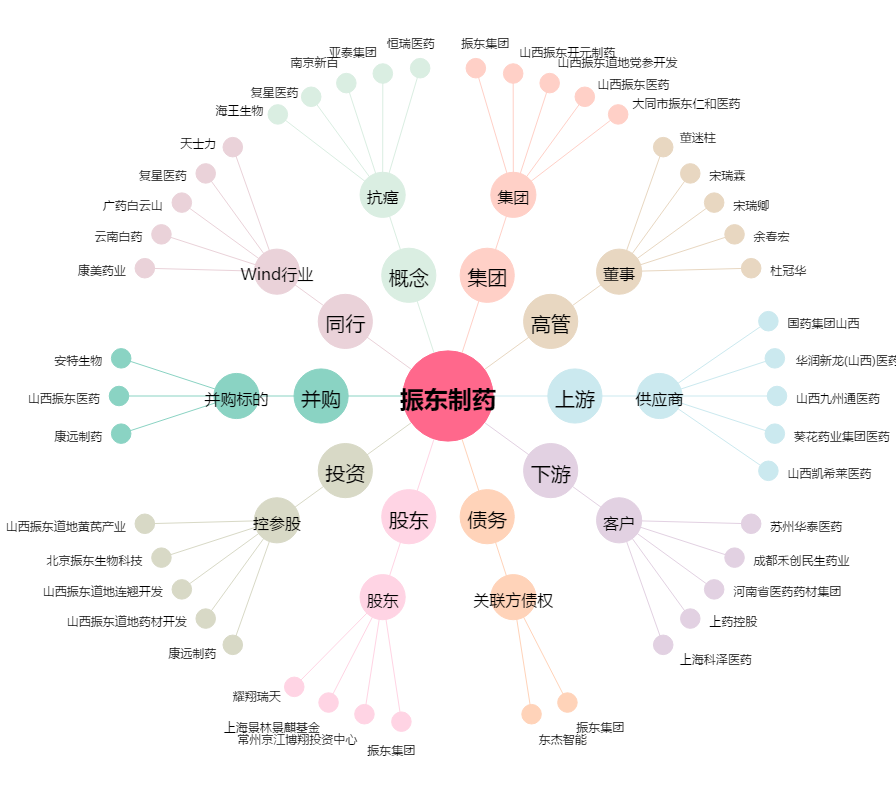 恒瑞医药
振东集团
亚泰集团
山西振东开元制药
南京新百
山西振东道地党参开发
复星医药
山西振东医药
海王生物
大同市振东仁和医药
天士力
董迷柱
复星医药
宋瑞霖
广药白云山
抗癌
集团
宋瑞卿
云南白药
余春宏
康美药业
Wind行业
概念
集团
董事
杜冠华
同行
高管
国药集团山西
安特生物
华润新龙(山西)医药
山西振东医药
并购标的
并购
振东制药
上游
供应商
山西九州通医药
康远制药
葵花药业集团医药
投资
下游
山西凯希莱医药
山西振东道地黄芪产业
控参股
股东
债务
客户
苏州华泰医药
北京振东生物科技
成都禾创民生药业
山西振东道地连翘开发
河南省医药药材集团
股东
关联方债权
山西振东道地药材开发
上药控股
康远制药
上海科泽医药
耀翔瑞天
上海景林景麒基金
振东集团
常州京江博翔投资中心
东杰智能
振东集团